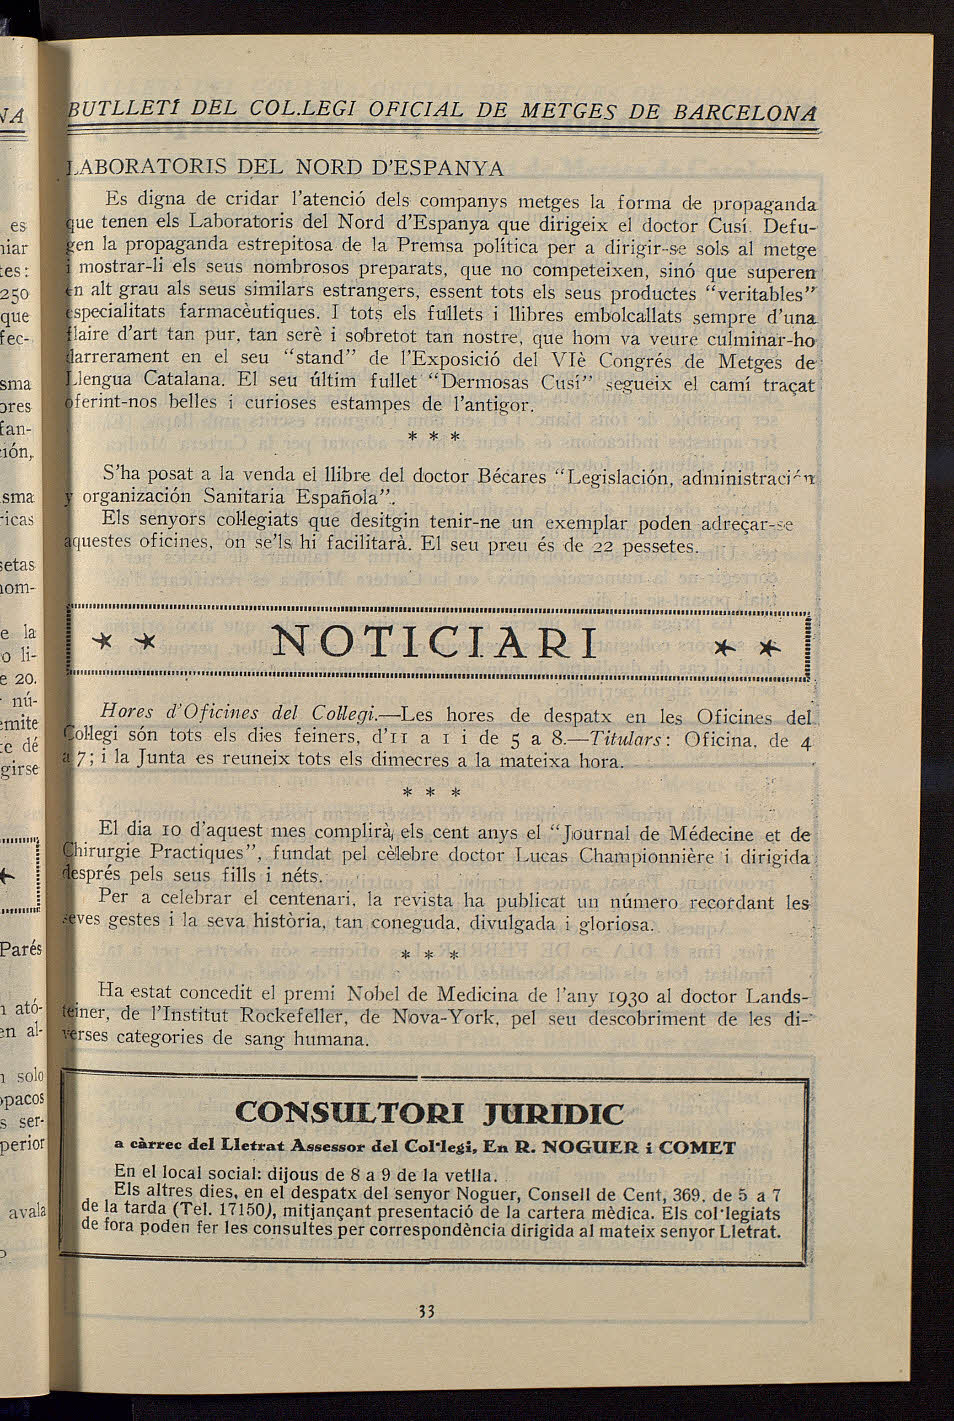 BUTLLETÍ DEL COL.LEGI OFICIAL DE METGES DE BARCELONA
LABORATORIS DEL NORD D'ESPANYA
Es digna de cridar l'atenció dels companys metges la forma de propaganda
que tenen els Laboratoris del Nord d'Espanya que dirigeix el doctor Cusí. Defu-
gen la propaganda estrepitosa de la Premsa política per a dirigir-se sols al metge
i mostrar-li els seus nombrosos preparats, que no competeixen, sinó que superen
en alt grau als seus similars estrangers, essent tots els seus productes "veritables"
especialitats farmacèutiques. I tots els fullets i llibres embolcallats sempre d'una
flaire d'art tan pur, tan serè i sobretot tan nostre, que hom va veure culminar-ho
darrerament en el seu "stand" de l'Exposició del VIè Congrés de Metges de
Llengua Catalana. El seu últim fullet "Dermosas Cusí" segueix el camí traçat
oferint-nos belles i curioses estampes de l'antigor.
* * *
S'ha posat a la venda el llibre del doctor Bécares "Legislación, administración
y organización Sanitaria Española".
Els senyors col·legiats que desitgin tenir-ne un exemplar poden adreçar-se
aquestes oficines, on se'ls hi facilitarà. El seu preu és de 22 pessetes.
NOTICIARI
Hores d'Oficines del Col·legi.—Les hores de despatx en les Oficines del
Col·legi són tots els dies feiners, d'11 a 1 i de 5 a 8.—Titulars: Oficina, de 4
a 7; i la Junta es reuneix tots els dimecres a la mateixa hora.
* * *
El dia 10 d'aquest mes complirà els cent anys el "Journal de Médecine et de
Chirurgie Practiques", fundat pel cèlebre doctor Lucas Championnière i dirigida
després pels seus fills i néts.
Per a celebrar el centenari, la revista ha publicat un número recordant les
seves gestes i la seva història, tan coneguda, divulgada i gloriosa.
* * *
Ha estat concedit el premi Nobel de Medicina de l'any 1930 al doctor Lands-
teiner, de l'Institut Rockefeller, de Nova-York, pel seu descobriment de les di-
verses categories de sang humana.
CONSULTORI JURIDIC
a càrrec del Lletrat Assessor del Col·legi, En R. NOGUER i COMET
En el local social: dijous de 8 a 9 de la vetlla.
Els altres dies, en el despatx del senyor Noguer, Consell de Cent, 369, de 5 a 7
de la tarda (Tel. 17150), mitjançant presentació de la cartera mèdica. Els col·legiats
de fora poden fer les consultes per correspondència dirigida al mateix senyor Lletrat.
33